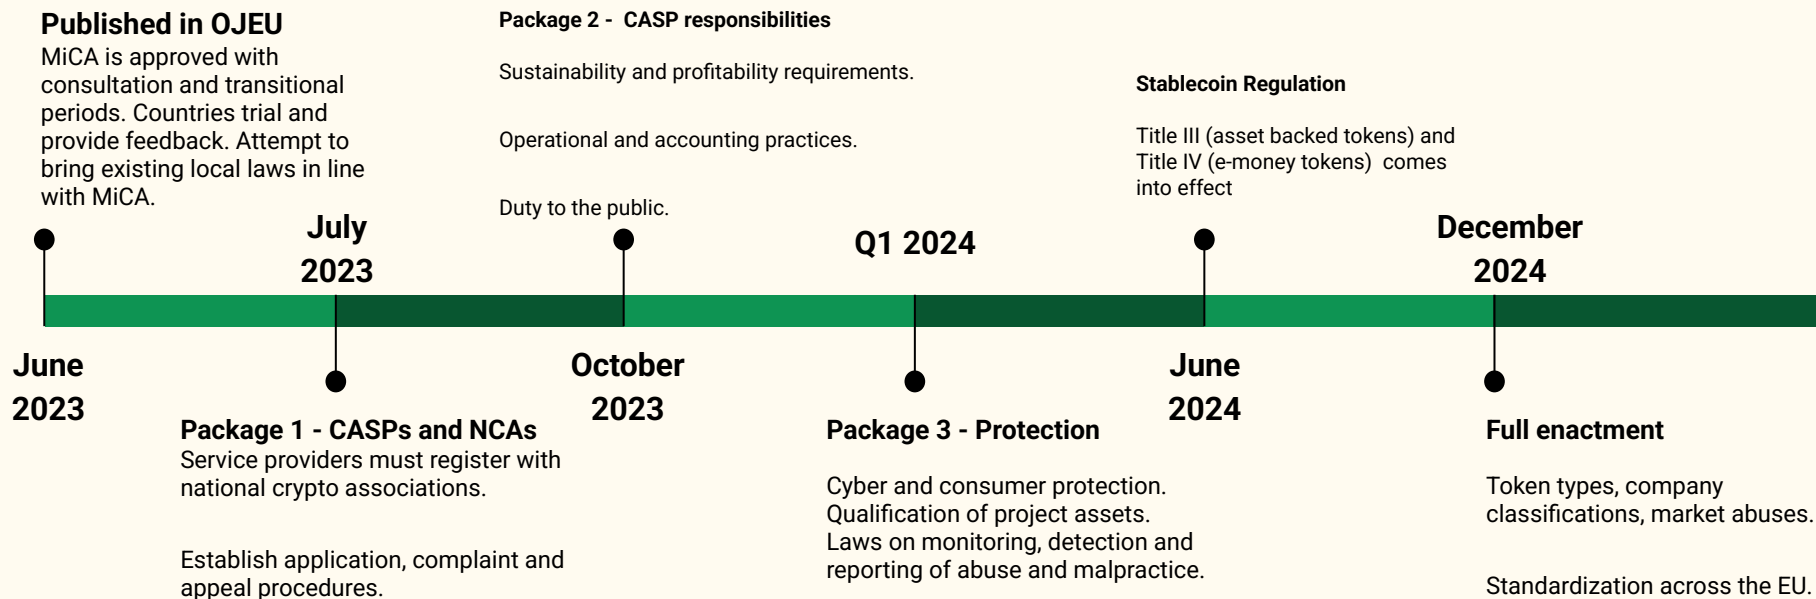 Published in OJEU
MiCA is approved with
consultation and transitional
periods. Countries trial and
provide feedback. Attempt to
bring existing local laws in line
with MiCA.
June
2023
July
2023
Package 1 - CASPs and NCAs
Service providers must register with
national crypto associations.
Establish application, complaint and
appeal procedures.
Package 2 - CASP responsibilities
Sustainability and profitability requirements.
Operational and accounting practices.
Duty to the public.
October
2023
Q1 2024
Package 3 - Protection
Cyber and consumer protection.
Qualification of project assets.
Laws on monitoring, detection and
reporting of abuse and malpractice.
Stablecoin Regulation
Title III (asset backed tokens) and
Title IV (e-money tokens) comes
into effect
June
2024
December
2024
Full enactment
Token types, company
classifications, market abuses.
Standardization across the EU.